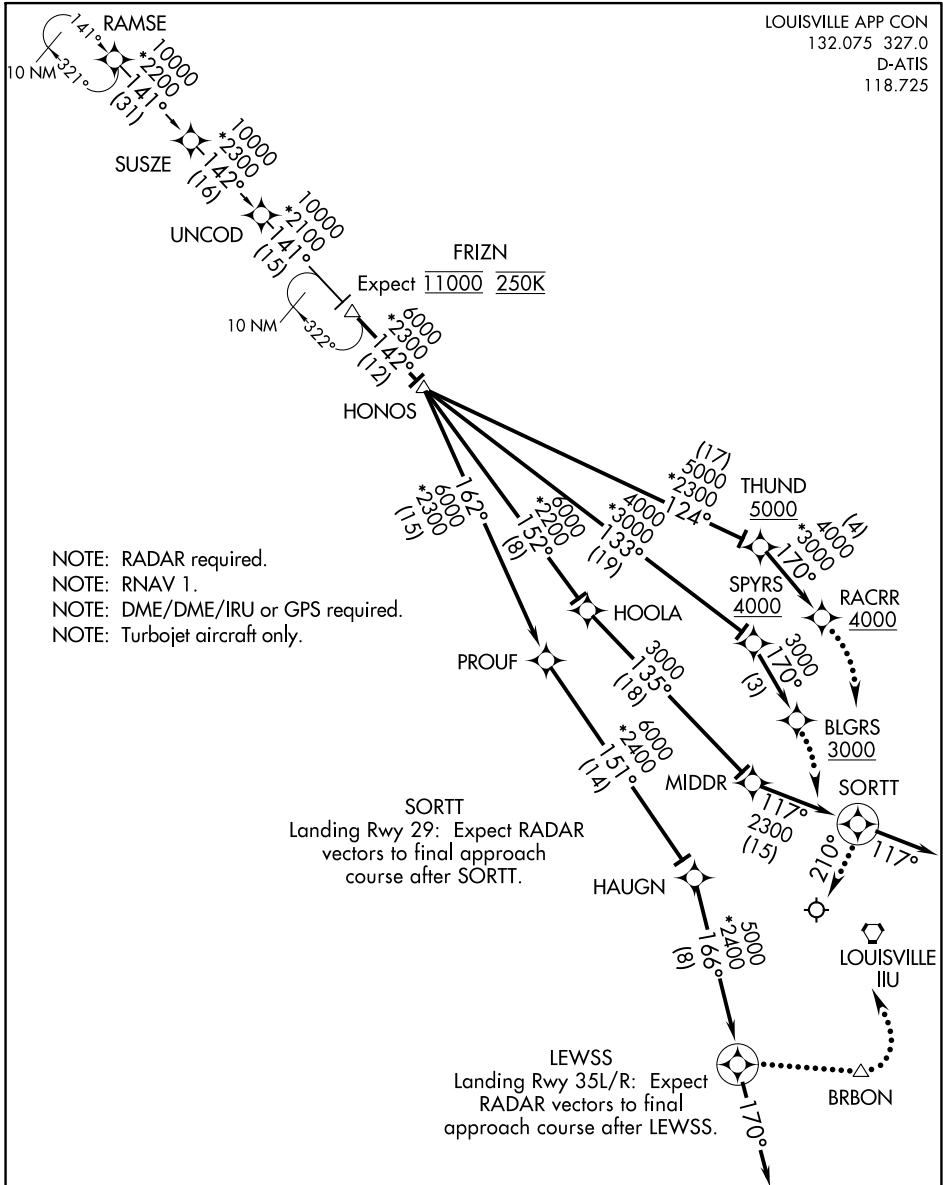 RAMSE
141°
10 NM
321°
10000
*2200
141°
(31)
SUSZE
10000
*2300
142°
(16)
UNCOD
10000
*2100
141°
(15)
LOUISVILLE APP CON
132.075 327.0
D-ATIS
118.725
FRIZN
Expect 11000 250K
10 NM
322°
6000
*2300
142°
(12)
HONOS
(17)
5000
*2300
124°
THUND
5000
(4)
4000
*3000
170°
RACRR
4000
4000
*3000
133°
(19)
SPYRS
4000
3000
170°
(3)
BLGRS
3000
6000
*2200
152°
(8)
HOOLA
3000
135°
(18)
MIDDR
117°
2300
(15)
SORTT
117°
210°
162°
6000
*2300
(15)
PROUF
6000
*2400
151°
(14)
HAUGN
5000
*2400
166°
(8)
NOTE: RADAR required.
NOTE: RNAV 1.
NOTE: DME/DME/IRU or GPS required.
NOTE: Turbojet aircraft only.
SORTT
Landing Rwy 29: Expect RADAR
vectors to final approach
course after SORTT.
LOUISVILLE
IIU
BRBON
LEWSS
Landing Rwy 35L/R: Expect
RADAR vectors to final
approach course after LEWSS.
170°